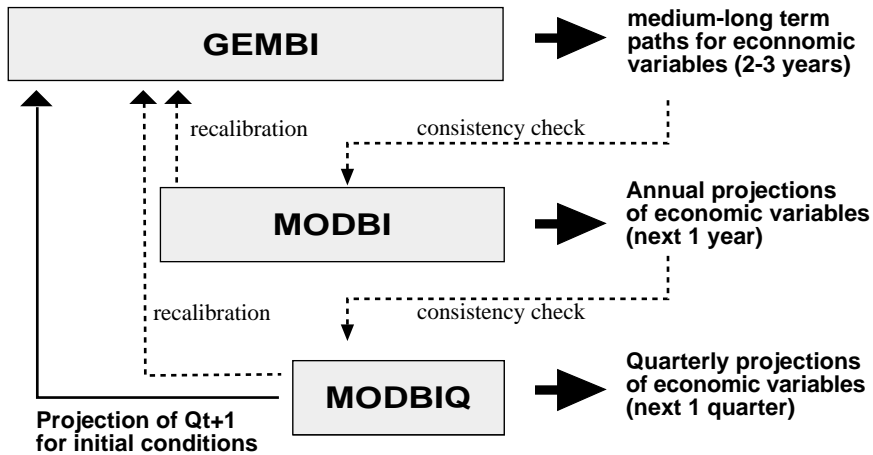 GEMBI
medium-long term
paths for econnomic
variables (2-3 years)
recalibration
consistency check
MODBI
Annual projections
of economic variables
(next 1 year)
recalibration
consistency check
MODBIQ
Quarterly projections
of economic variables
(next 1 quarter)
Projection of Qt+1
for initial conditions